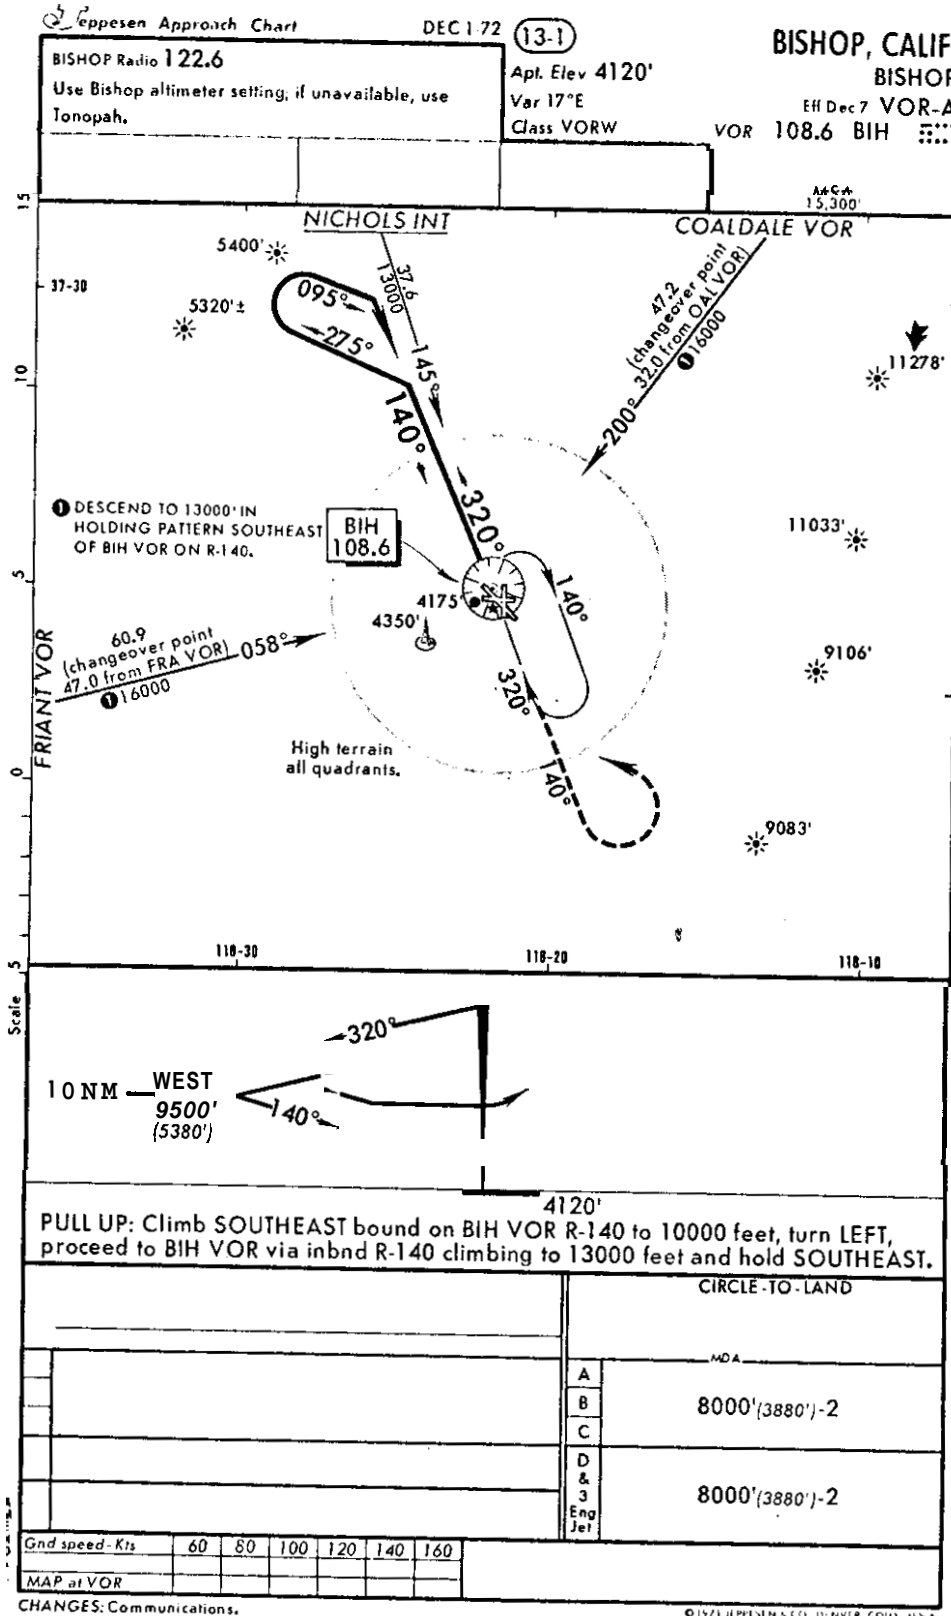 Jeppesen Approach Chart
DEC 1-72
13-1
BISHOP, CALIF
BISHOP
Eff Dec 7 VOR-A
VOR 108.6 BIH
BISHOP Radio 122.6
Use Bishop altimeter setting; if unavailable, use
Tonopah.
Apt. Elev 4120'
Var 17°E
Class VORW
MCA
15,300'
15
NICHOLS INT
COALDALE VOR
5400'
37-30
5320'±
095°
275°
37.6
13000
145°
47.2
(changeover point
32.0 from OAL VOR)
1 16000
200°
11278'
10
140°
320°
1 DESCEND TO 13000' IN
HOLDING PATTERN SOUTHEAST
OF BIH VOR ON R-140.
BIH
108.6
11033'
5
4175'
4350'
140°
FRIANT VOR
60.9
(changeover point
47.0 from FRA VOR)
1 16000
058°
9106'
320°
High terrain
all quadrants.
0
140°
9083'
118-30
118-20
118-10
5
Scale
320°
10 NM
WEST
9500'
(5380')
140°
4120'
PULL UP: Climb SOUTHEAST bound on BIH VOR R-140 to 10000 feet, turn LEFT,
proceed to BIH VOR via inbnd R-140 climbing to 13000 feet and hold SOUTHEAST.
CIRCLE-TO-LAND
MDA
A
B
C
8000'(3880')-2
D
&
3
Eng
Jet
8000'(3880')-2
Gnd speed-Kts 60 80 100 120 140 160
MAP at VOR
CHANGES: Communications.